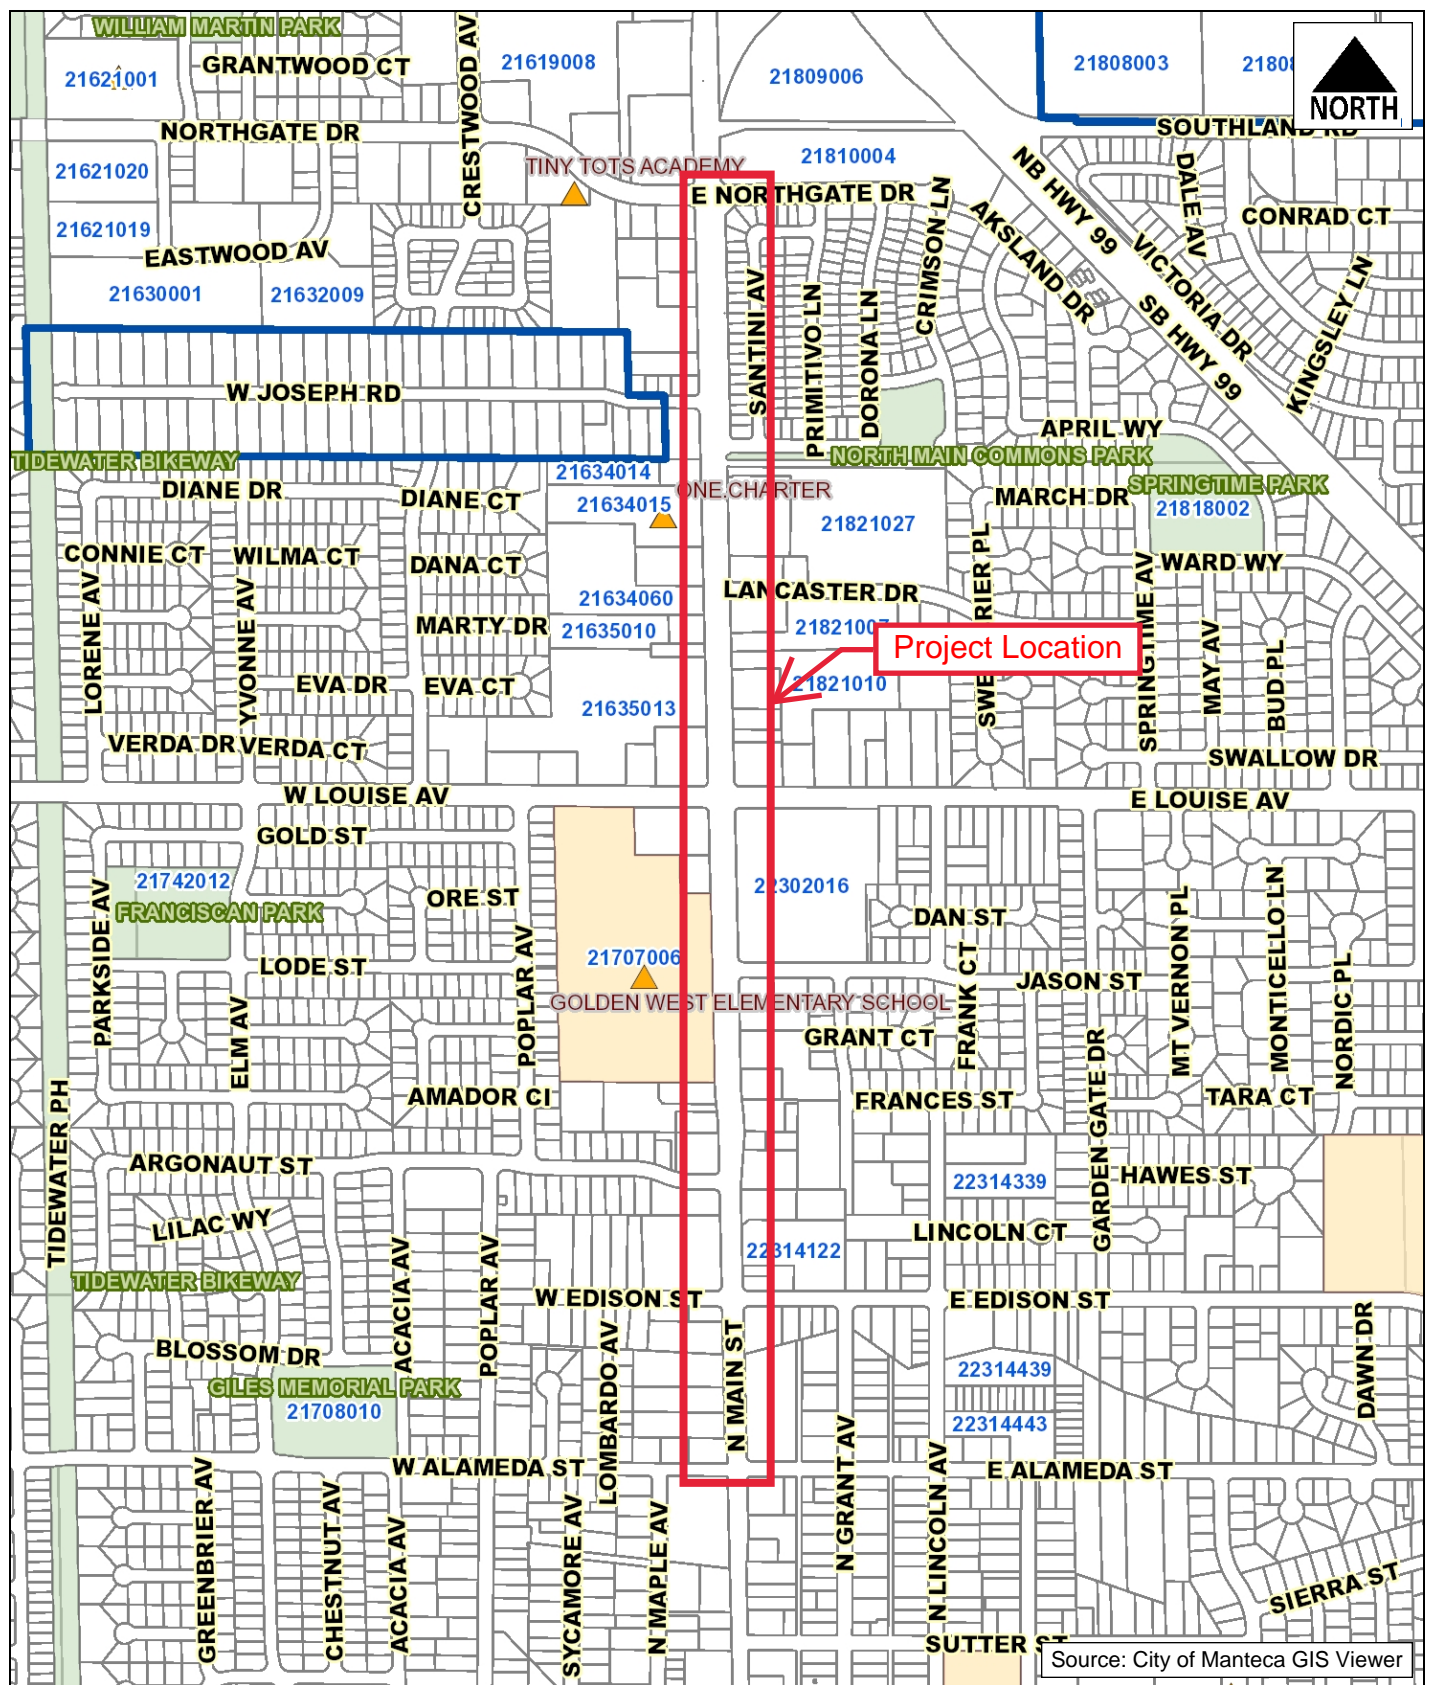 WILLIAM MARTIN PARK
GRANTWOOD CT
21621001
CRESTWOOD AV
21619008
21809006
21808003
2180
NORTH
NORTHGATE DR
SOUTHLAND RD
21621020
TINY TOTS ACADEMY
21810004
NB HWY 99
DALE AV
E NORTHGATE DR
CRIMSON LN
AKSLAND DR
CONRAD CT
21621019
EASTWOOD AV
VICTORIA DR
21630001
21632009
SANTINI AV
PRIMITIVO LN
DORONA LN
SB HWY 99
KINGSLEY LN
W JOSEPH RD
APRIL WY
TIDEWATER BIKEWAY
21634014
NORTH MAIN COMMONS PARK
SPRINGTIME PARK
DIANE DR
DIANE CT
21634015
ONE.CHARTER
MARCH DR
21818002
21821027
CONNIE CT
WILMA CT
DANA CT
SWEETBRIER PL
WARD WY
LORENE AV
YVONNE AV
21634060
LANCASTER DR
SPRINGTIME AV
MARTY DR
21635010
21821007
Project Location
MAY AV
BUD PL
EVA DR
EVA CT
21821010
21635013
VERDA DR
VERDA CT
SWALLOW DR
W LOUISE AV
E LOUISE AV
GOLD ST
21742012
22302016
PARKSIDE AV
FRANCISCAN PARK
ORE ST
DAN ST
MT VERNON PL
MONTICELLO LN
21707006
LODE ST
POPLAR AV
FRANK CT
JASON ST
NORDIC PL
GOLDEN WEST ELEMENTARY SCHOOL
ELM AV
GRANT CT
GARDEN GATE DR
AMADOR CI
FRANCES ST
TARA CT
TIDEWATER PH
ARGONAUT ST
22314339
HAWES ST
LILAC WY
LINCOLN CT
22314122
TIDEWATER BIKEWAY
ACACIA AV
POPLAR AV
W EDISON ST
E EDISON ST
BLOSSOM DR
LOMBARDO AV
N MAIN ST
22314439
DAWN DR
GILES MEMORIAL PARK
21708010
22314443
W ALAMEDA ST
N GRANT AV
E ALAMEDA ST
GREENBRIER AV
CHESTNUT AV
ACACIA AV
SYCAMORE AV
N MAPLE AV
N LINCOLN AV
SIERRA ST
SUTTER ST
Source: City of Manteca GIS Viewer